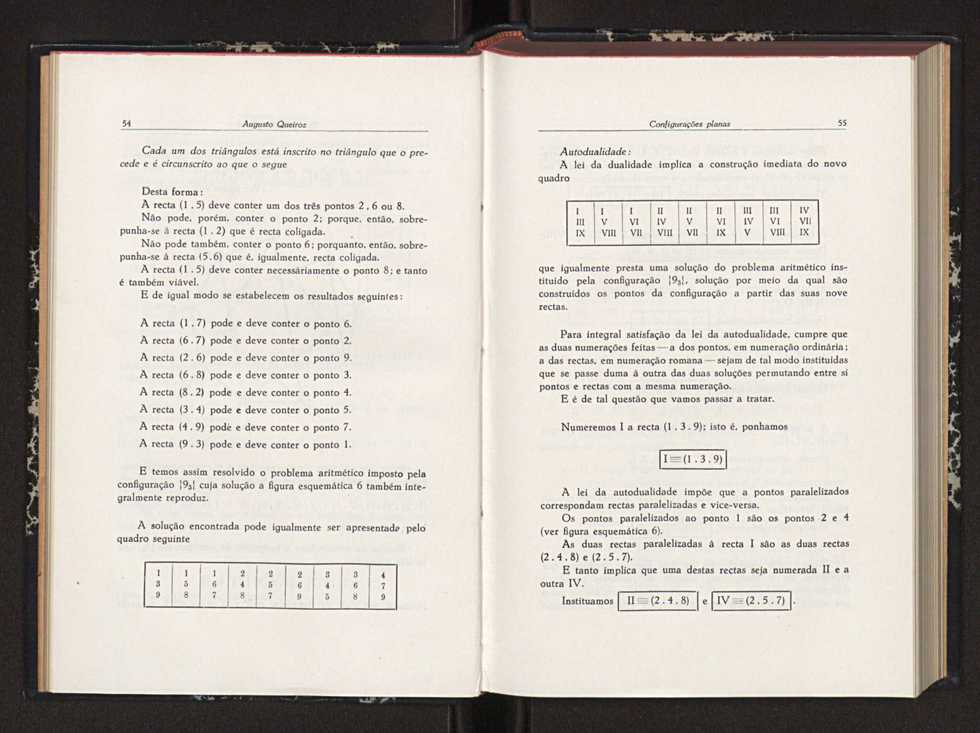 54 Augusto Queiroz
Cada um dos triângulos está inscrito no triângulo que o pre-
cede e é circunscrito ao que o segue
Desta forma:
A recta (1 . 5) deve conter um dos três pontos 2 , 6 ou 8.
Não pode, porém, conter o ponto 2; porque, então, sobre-
punha-se à recta (1 . 2) que é recta coligada.
Não pode também, conter o ponto 6; porquanto, então, sobre-
punha-se à recta (5 . 6) que é, igualmente, recta coligada.
A recta (1 . 5) deve conter necessàriamente o ponto 8; e tanto
é também viável.
E de igual modo se estabelecem os resultados seguintes:
A recta (1 . 7) pode e deve conter o ponto 6.
A recta (6 . 7) pode e deve conter o ponto 2.
A recta (2 . 6) pode e deve conter o ponto 9.
A recta (6 . 8) pode e deve conter o ponto 3.
A recta (8 . 2) pode e deve conter o ponto 4.
A recta (3 . 4) pode e deve conter o ponto 5.
A recta (4 . 9) pode e deve conter o ponto 7.
A recta (9 . 3) pode e deve conter o ponto 1.
E temos assim resolvido o problema aritmético imposto pela
configuração {9₃} cuja solução a figura esquemática 6 também inte-
gralmente reproduz.
A solução encontrada pode igualmente ser apresentada pelo
quadro seguinte
1 1 1 2 2 2 3 3 4
3 5 6 4 5 6 4 6 7
9 8 7 8 7 9 5 8 9
Configurações planas 55
Autodualidade:
A lei da dualidade implica a construção imediata do novo
quadro
I I I II II II III III IV
III V VI IV V VI IV VI VII
IX VIII VII VIII VII IX V VIII IX
que igualmente presta uma solução do problema aritmético ins-
tituído pela configuração {9₃}, solução por meio da qual são
construídos os pontos da configuração a partir das suas nove
rectas.
Para integral satisfação da lei da autodualidade, cumpre que
as duas numerações feitas — a dos pontos, em numeração ordinária;
a das rectas, em numeração romana — sejam de tal modo instituídas
que se passe duma à outra das duas soluções permutando entre si
pontos e rectas com a mesma numeração.
E é de tal questão que vamos passar a tratar.
Numeremos I a recta (1 . 3 . 9); isto é, ponhamos
I ≡ (1 . 3 . 9)
A lei da autodualidade impõe que a pontos paralelizados
correspondam rectas paralelizadas e vice-versa.
Os pontos paralelizados ao ponto 1 são os pontos 2 e 4
(ver figura esquemática 6).
As duas rectas paralelizadas à recta I são as duas rectas
(2 . 4 . 8) e (2 . 5 . 7).
E tanto implica que uma destas rectas seja numerada II e a
outra IV.
Instituamos II ≡ (2 . 4 . 8) e IV ≡ (2 . 5 . 7) .